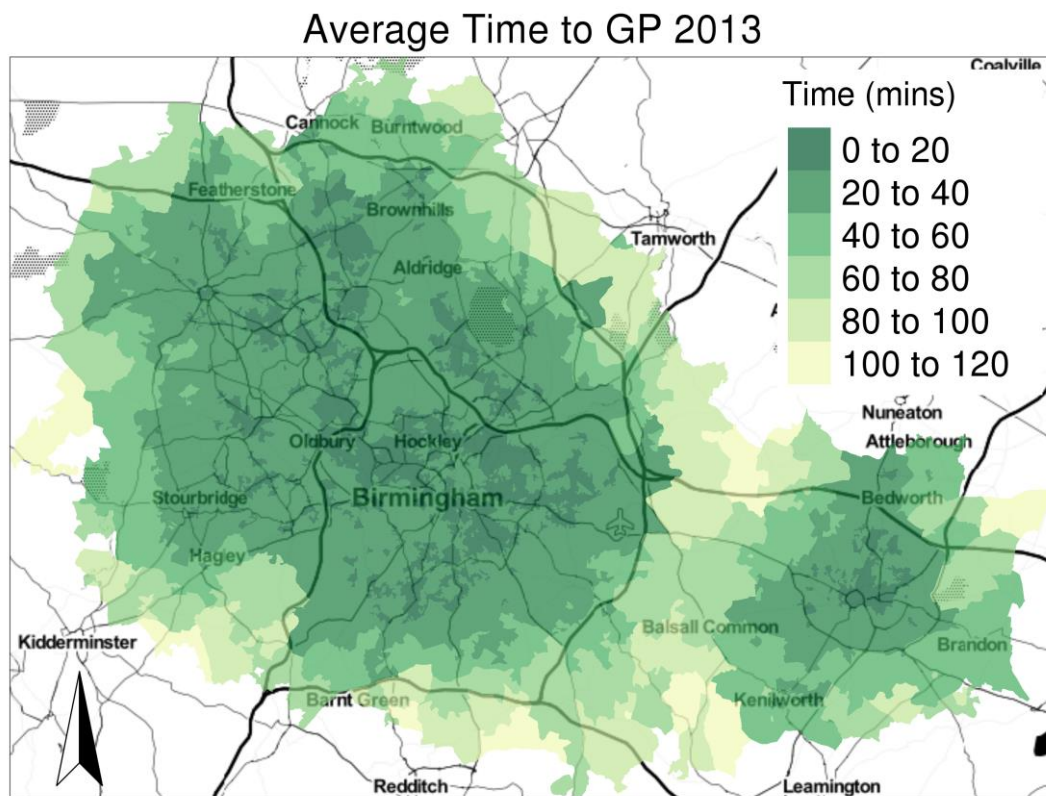 Average Time to GP 2013
Coalville
Time (mins)
0 to 20
20 to 40
40 to 60
60 to 80
80 to 100
100 to 120
Cannock
Burntwood
Featherstone
Brownhills
Tamworth
Aldridge
Nuneaton
Oldbury
Hockley
Attleborough
Stourbridge
Birmingham
Bedworth
Hagley
Kidderminster
Balsall Common
Brandon
Barnt Green
Kenilworth
Redditch
Leamington